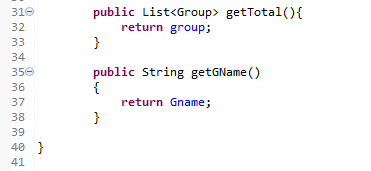 31 public List<Group> getTotal(){
32 return group;
33 }
34
35 public String getGName()
36 {
37 return Gname;
38 }
39
40 }
41